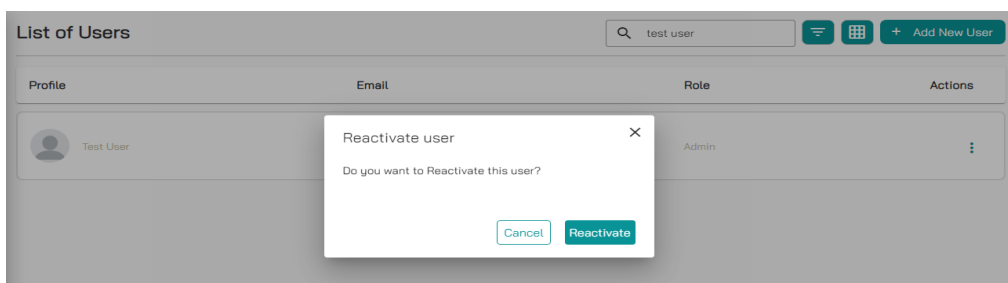 List of Users
test user
+ Add New User
Profile Email Role Actions
Test User Admin
Reactivate user
Do you want to Reactivate this user?
Cancel Reactivate